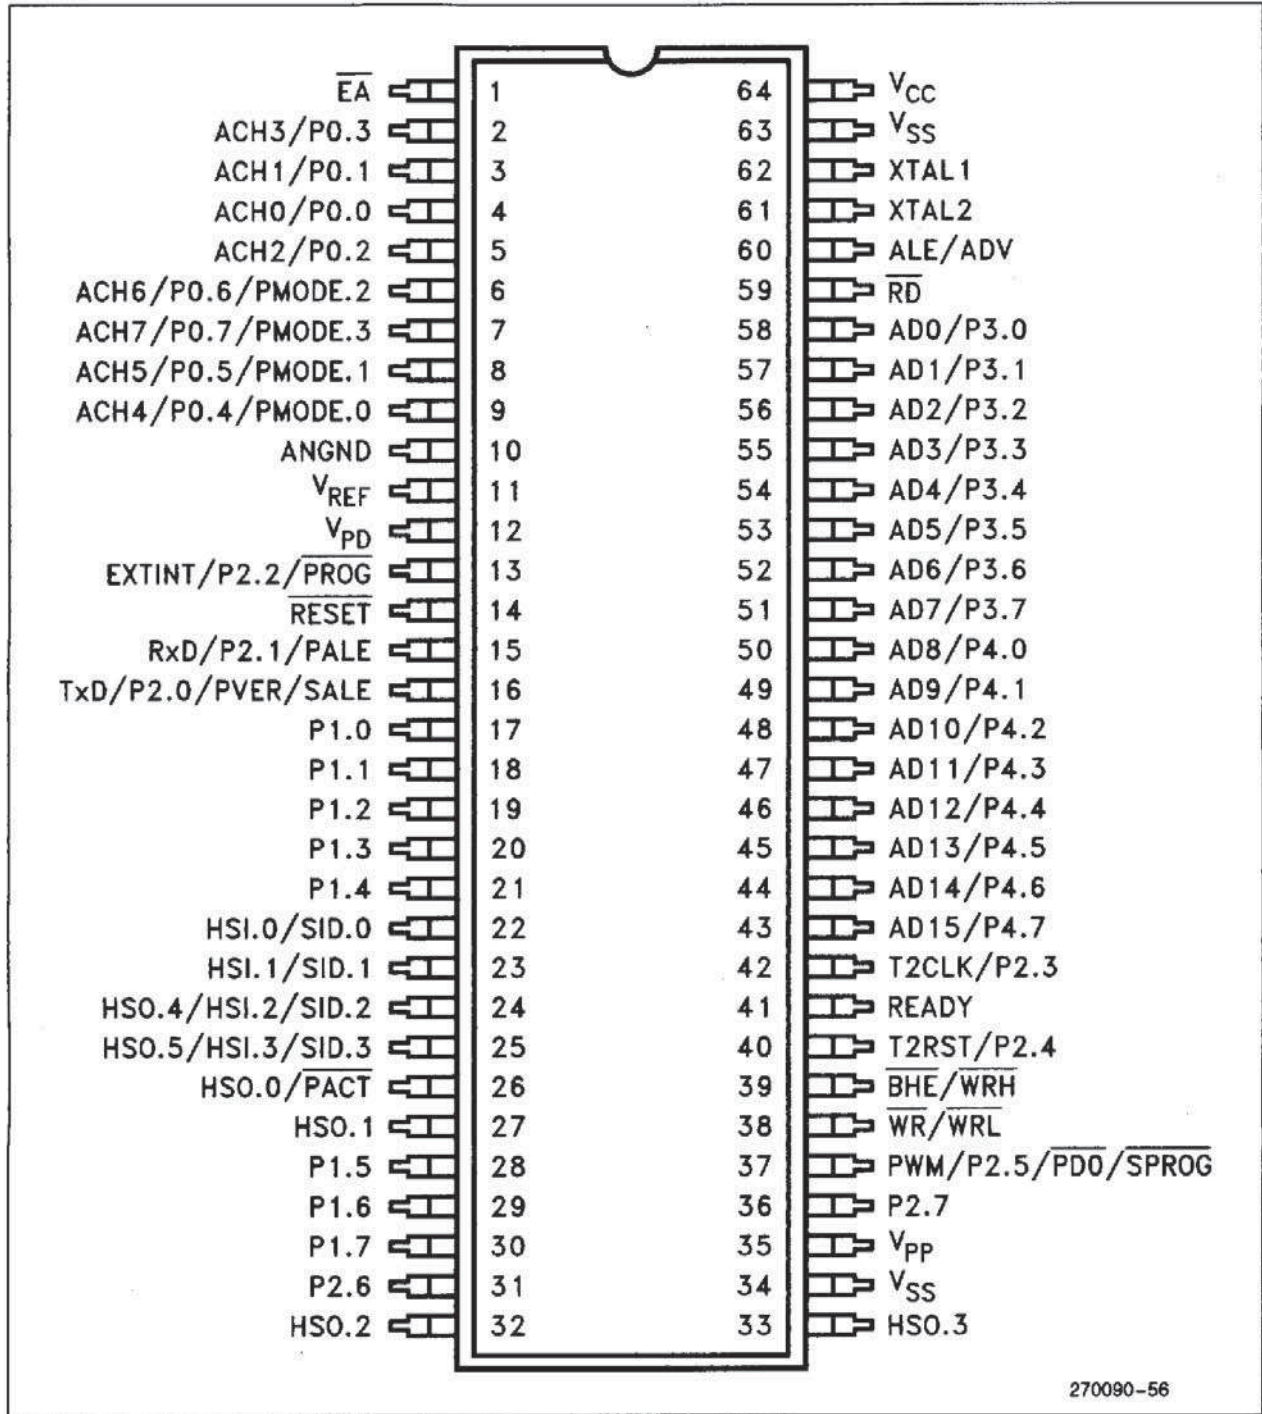 E̅A̅ 1 64 VCC
ACH3/P0.3 2 63 VSS
ACH1/P0.1 3 62 XTAL1
ACH0/P0.0 4 61 XTAL2
ACH2/P0.2 5 60 ALE/ADV
ACH6/P0.6/PMODE.2 6 59 R̅D̅
ACH7/P0.7/PMODE.3 7 58 AD0/P3.0
ACH5/P0.5/PMODE.1 8 57 AD1/P3.1
ACH4/P0.4/PMODE.0 9 56 AD2/P3.2
ANGND 10 55 AD3/P3.3
VREF 11 54 AD4/P3.4
VPD 12 53 AD5/P3.5
EXTINT/P2.2/P̅R̅O̅G̅ 13 52 AD6/P3.6
R̅E̅S̅E̅T̅ 14 51 AD7/P3.7
RxD/P2.1/PALE 15 50 AD8/P4.0
TxD/P2.0/PVER/SALE 16 49 AD9/P4.1
P1.0 17 48 AD10/P4.2
P1.1 18 47 AD11/P4.3
P1.2 19 46 AD12/P4.4
P1.3 20 45 AD13/P4.5
P1.4 21 44 AD14/P4.6
HSI.0/SID.0 22 43 AD15/P4.7
HSI.1/SID.1 23 42 T2CLK/P2.3
HSO.4/HSI.2/SID.2 24 41 READY
HSO.5/HSI.3/SID.3 25 40 T2RST/P2.4
HSO.0/P̅A̅C̅T̅ 26 39 B̅H̅E̅/W̅R̅H̅
HSO.1 27 38 W̅R̅/W̅R̅L̅
P1.5 28 37 PWM/P2.5/P̅D̅O̅/S̅P̅R̅O̅G̅
P1.6 29 36 P2.7
P1.7 30 35 VPP
P2.6 31 34 VSS
HSO.2 32 33 HSO.3
270090-56